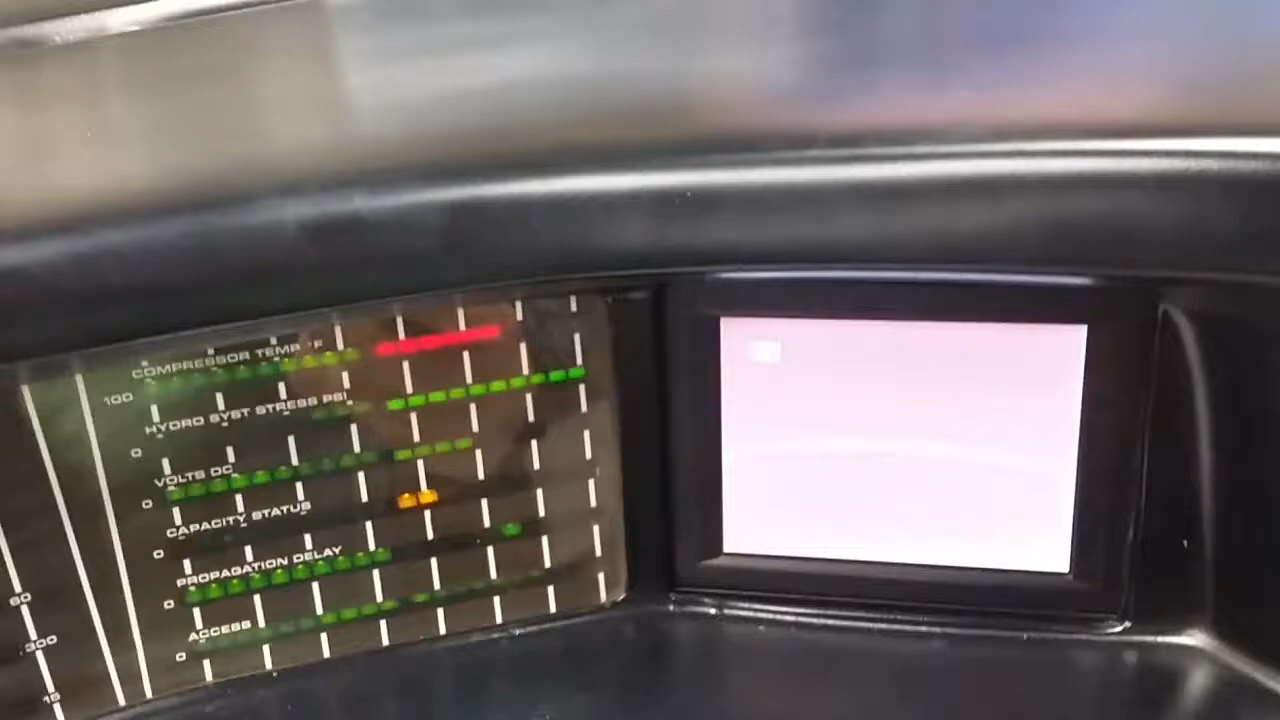 COMPRESSOR TEMP °F
100
HYDRO SYST STRESS PSI
0
VOLTS DC
0
CAPACITY STATUS
0
PROPAGATION DELAY
0
ACCESS
0
60
300
15